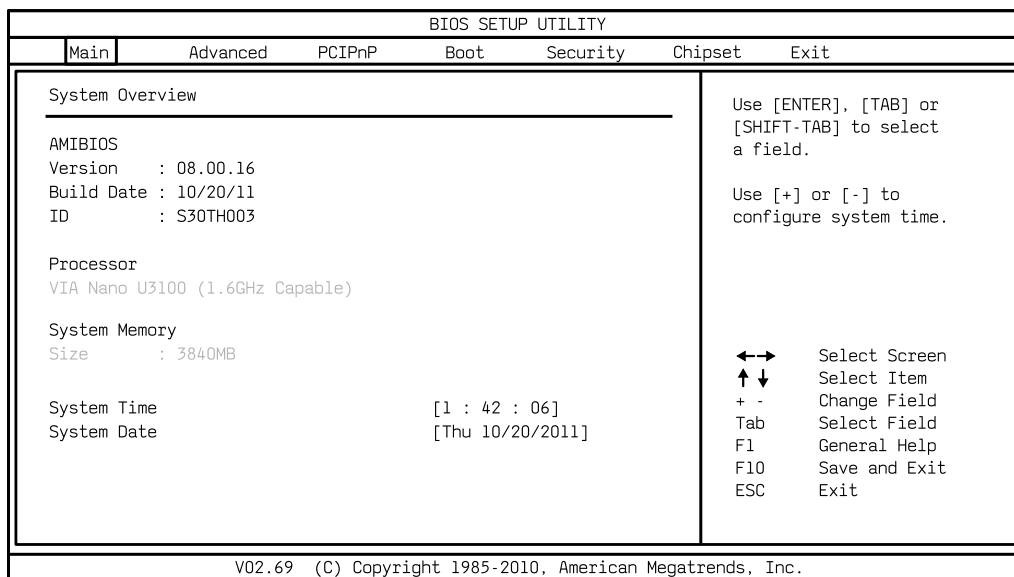 BIOS SETUP UTILITY
Main Advanced PCIPnP Boot Security Chipset Exit
System Overview
AMIBIOS
Version : 08.00.16
Build Date : 10/20/11
ID : S30TH003
Processor
VIA Nano U3100 (1.6GHz Capable)
System Memory
Size : 3840MB
System Time [1 : 42 : 06]
System Date [Thu 10/20/2011]
Use [ENTER], [TAB] or
[SHIFT-TAB] to select
a field.
Use [+] or [-] to
configure system time.
←→ Select Screen
↑ ↓ Select Item
+ - Change Field
Tab Select Field
F1 General Help
F10 Save and Exit
ESC Exit
V02.69 (C) Copyright 1985-2010, American Megatrends, Inc.